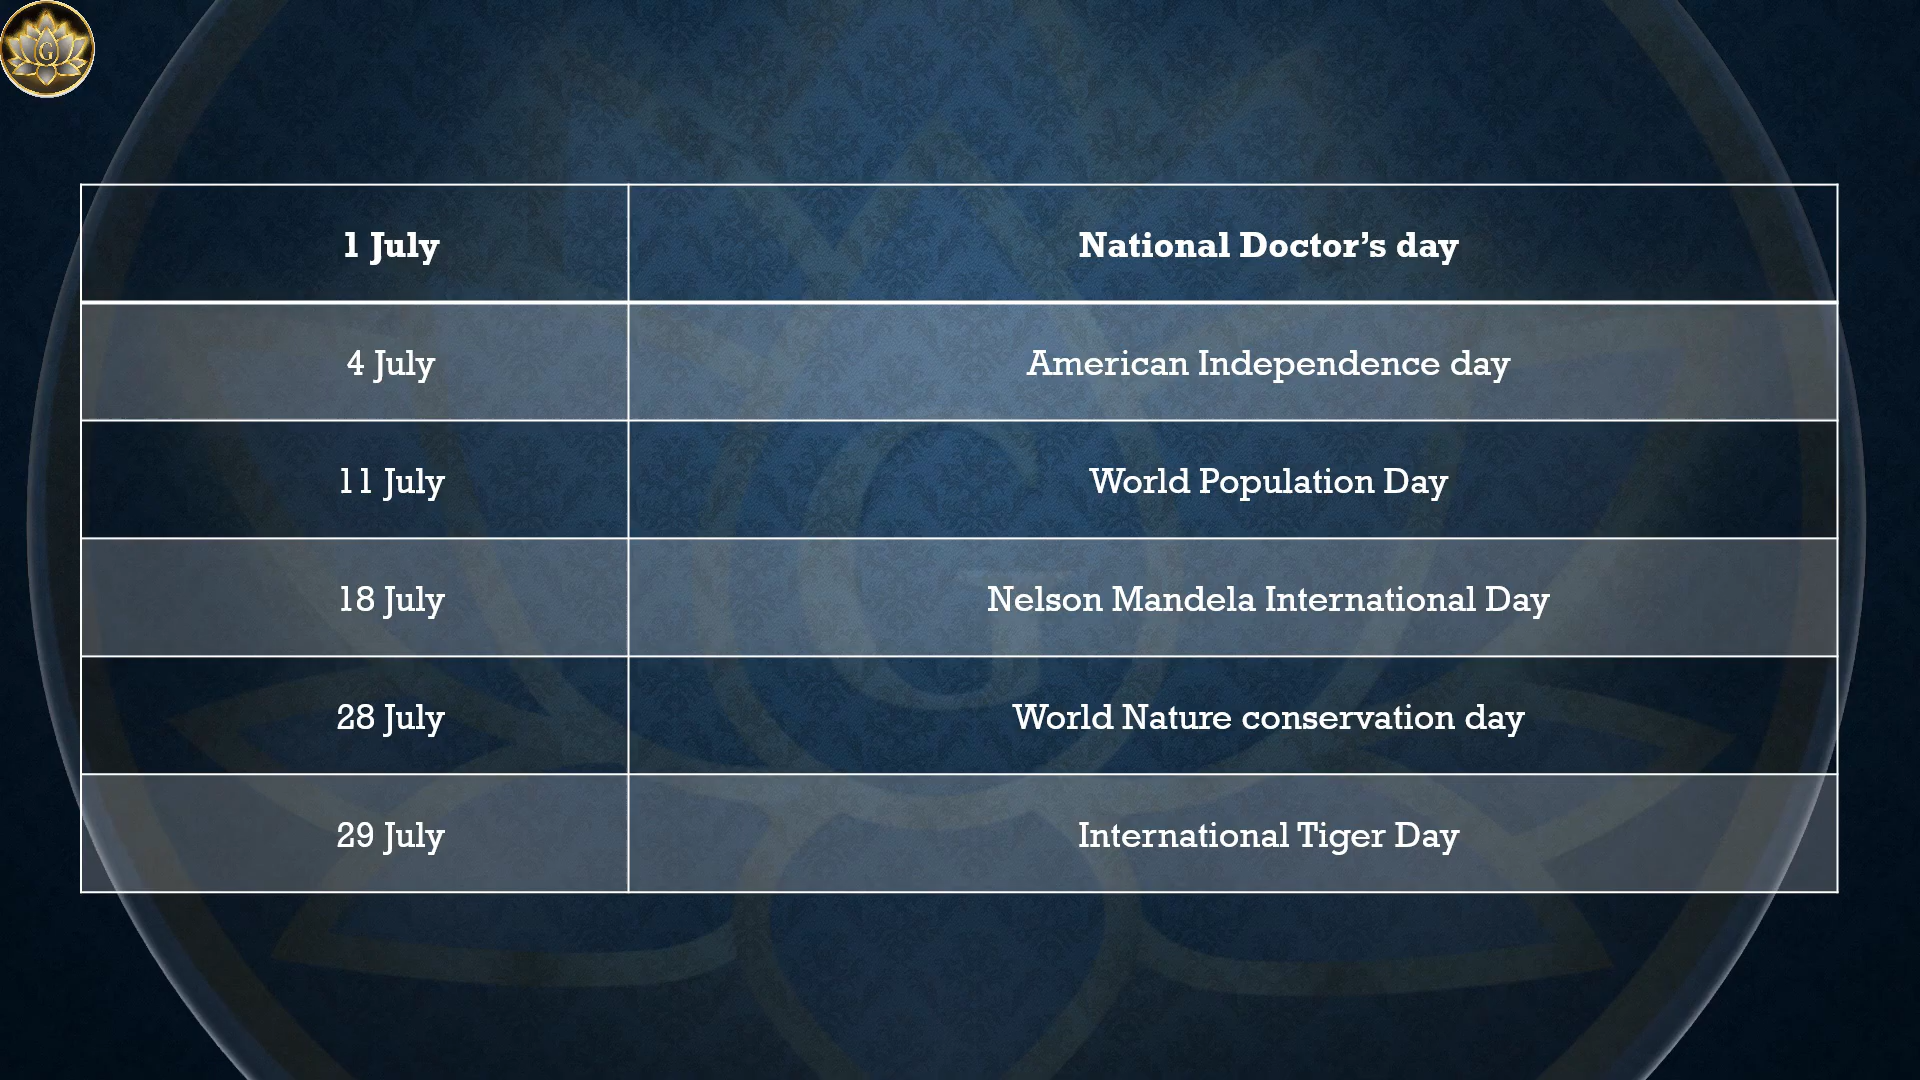 G
1 July National Doctor’s day
4 July American Independence day
11 July World Population Day
18 July Nelson Mandela International Day
28 July World Nature conservation day
29 July International Tiger Day